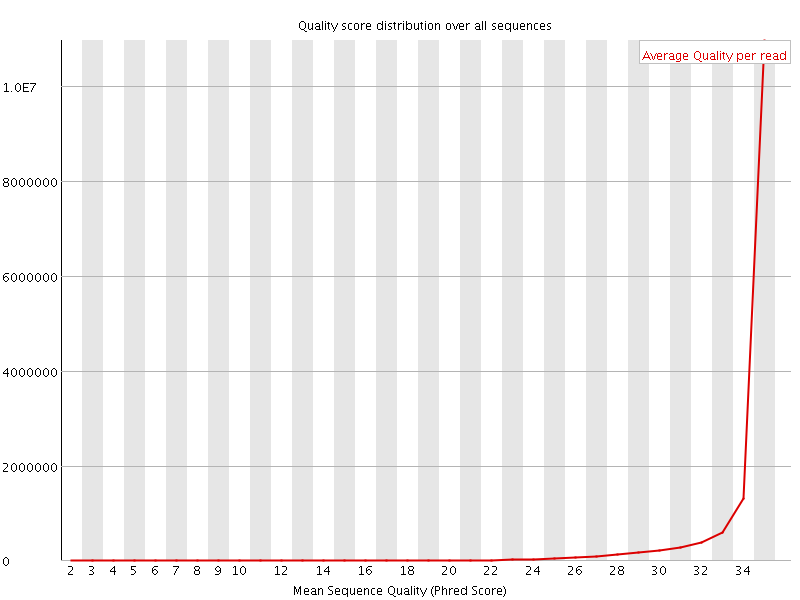 Quality score distribution over all sequences
Average Quality per read
1.0E7
8000000
6000000
4000000
2000000
0
2 3 4 5 6 7 8 9 10 12 14 16 18 20 22 24 26 28 30 32 34
Mean Sequence Quality (Phred Score)